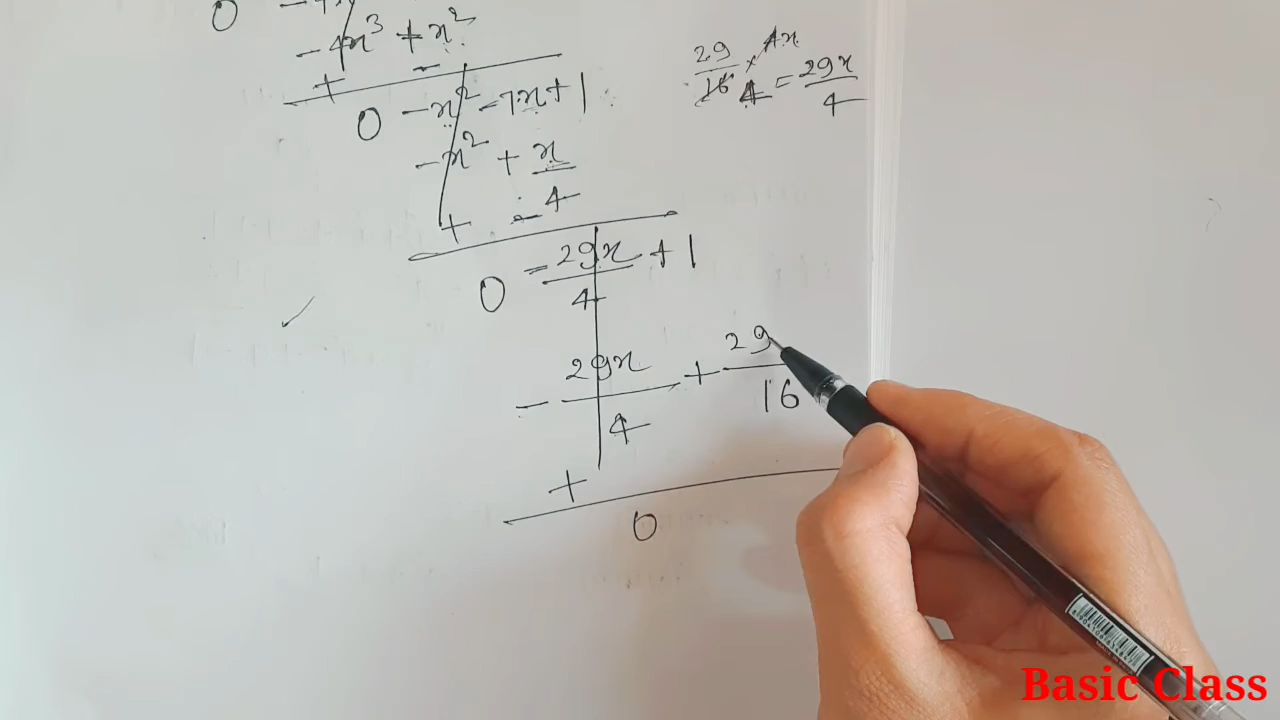 0
- 4x³ + x²
+ -
0 - x² - 7x + 1
- x² + x/4
+ -
0 - 29x/4 + 1
- 29x/4 + 29/16
+
0
29/16 × 4x
4 = 29x/4
Basic Class